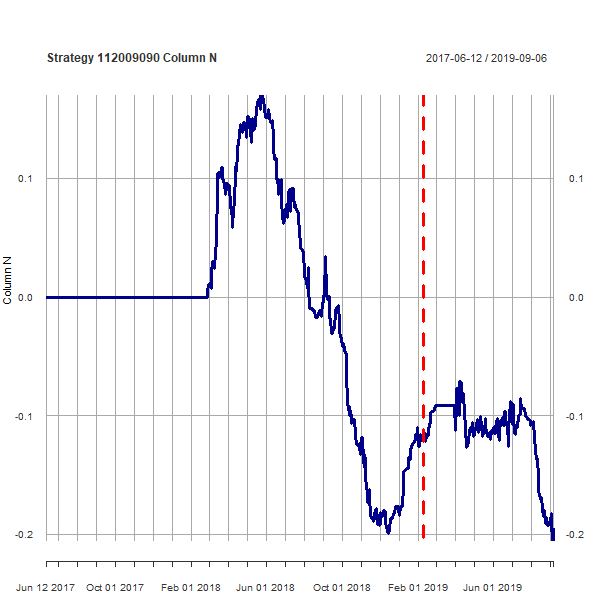 Strategy 112009090 Column N
2017-06-12 / 2019-09-06
0.1
0.1
Column N
0.0
0.0
-0.1
-0.1
-0.2
-0.2
Jun 12 2017
Oct 01 2017
Feb 01 2018
Jun 01 2018
Oct 01 2018
Feb 01 2019
Jun 01 2019